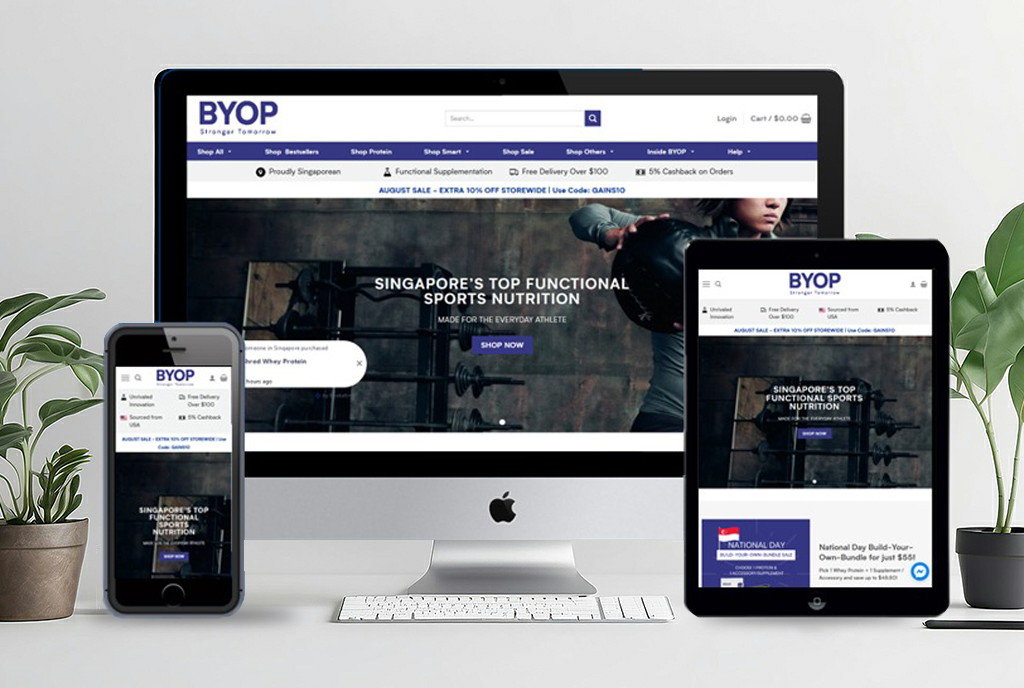 BYOP
Stronger Tomorrow
Search...
Login
Cart / $0.00
Shop All
Shop Bestsellers
Shop Protein
Shop Smart
Shop Sale
Shop Others
Inside BYOP
Help
Proudly Singaporean
Functional Supplementation
Free Delivery Over $100
5% Cashback on Orders
AUGUST SALE - EXTRA 10% OFF STOREWIDE | Use Code: GAINS10
SINGAPORE'S TOP FUNCTIONAL
SPORTS NUTRITION
MADE FOR THE EVERYDAY ATHLETE
SHOP NOW
omeone in Singapore purchased
hred Whey Protein
hours ago
BYOP
Stronger Tomorrow
Unrivaled
Innovation
Free Delivery
Over $100
Sourced from
USA
5% Cashback
AUGUST SALE - EXTRA 10% OFF STOREWIDE | Use
Code: GAINS10
SINGAPORE'S TOP
FUNCTIONAL
SPORTS
NUTRITION
MADE FOR THE EVERYDAY ATHLETE
SHOP NOW
BYOP
Stronger Tomorrow
Unrivaled
Innovation
Free Delivery
Over $100
Sourced from
USA
5% Cashback
AUGUST SALE - EXTRA 10% OFF STOREWIDE | Use Code: GAINS10
SINGAPORE'S TOP
FUNCTIONAL SPORTS
NUTRITION
MADE FOR THE EVERYDAY ATHLETE
SHOP NOW
NATIONAL DAY
BUILD-YOUR-OWN-BUNDLE SALE
CHOOSE 1 PROTEIN &
1 ACCESSORY/SUPPLEMENT
National Day Build-Your-
Own-Bundle for just $55!
Pick 1 Whey Protein + 1 Supplement /
Accessory and save up to $49.80!